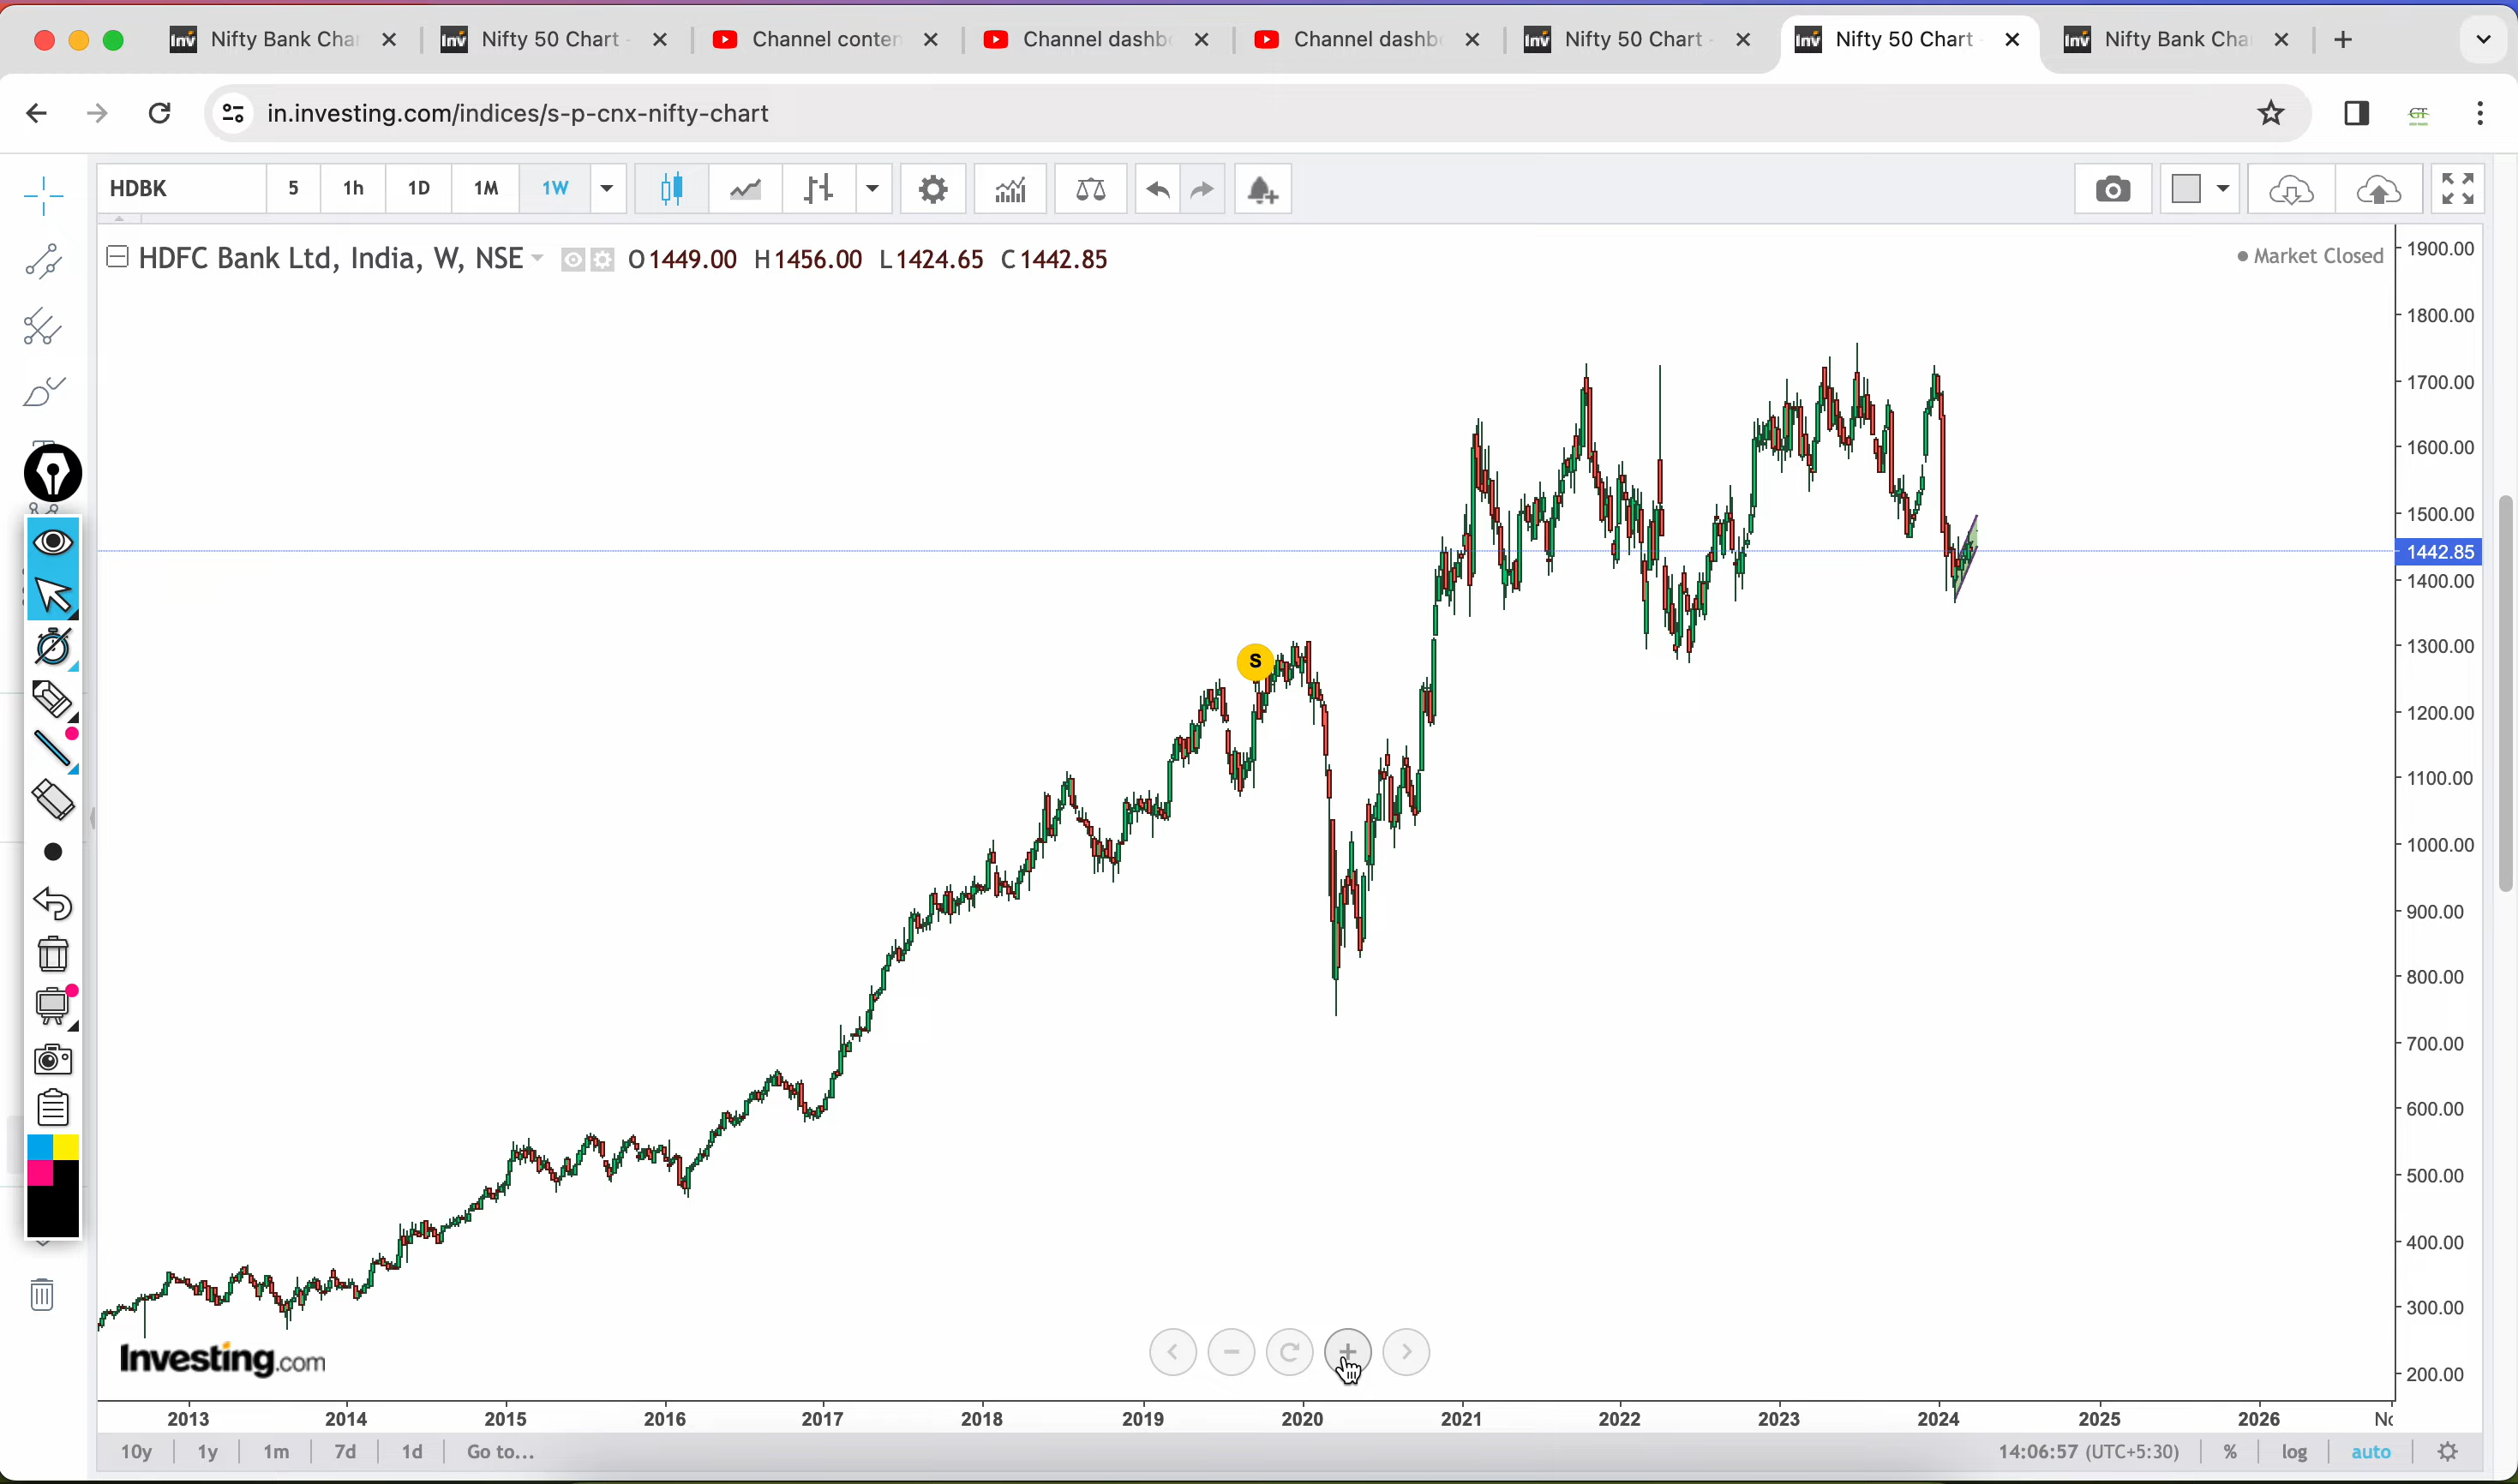 Nifty Bank Cha
Nifty 50 Chart -
Channel conten
Channel dashb
Channel dashb
Nifty 50 Chart -
Nifty 50 Chart
Nifty Bank Cha
in.investing.com/indices/s-p-cnx-nifty-chart
GT
HDBK 5 1h 1D 1M 1W
HDFC Bank Ltd, India, W, NSE O1449.00 H1456.00 L1424.65 C1442.85
Market Closed
1900.00
1800.00
1700.00
1600.00
1500.00
1442.85
1400.00
1300.00
S
1200.00
1100.00
1000.00
900.00
800.00
700.00
600.00
500.00
400.00
300.00
200.00
Investing.com
2013 2014 2015 2016 2017 2018 2019 2020 2021 2022 2023 2024 2025 2026
10y 1y 1m 7d 1d Go to... 14:06:57 (UTC+5:30) % log auto